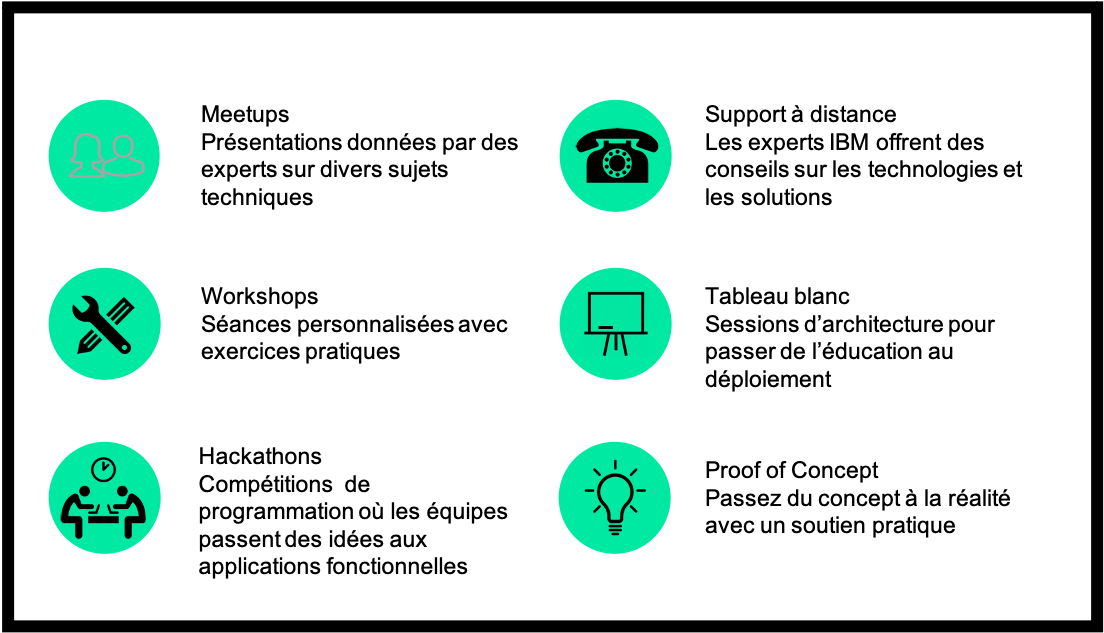 Meetups
Présentations données par des
experts sur divers sujets
techniques
Workshops
Séances personnalisées avec
exercices pratiques
Hackathons
Compétitions de
programmation où les équipes
passent des idées aux
applications fonctionnelles
Support à distance
Les experts IBM offrent des
conseils sur les technologies et
les solutions
Tableau blanc
Sessions d’architecture pour
passer de l’éducation au
déploiement
Proof of Concept
Passez du concept à la réalité
avec un soutien pratique